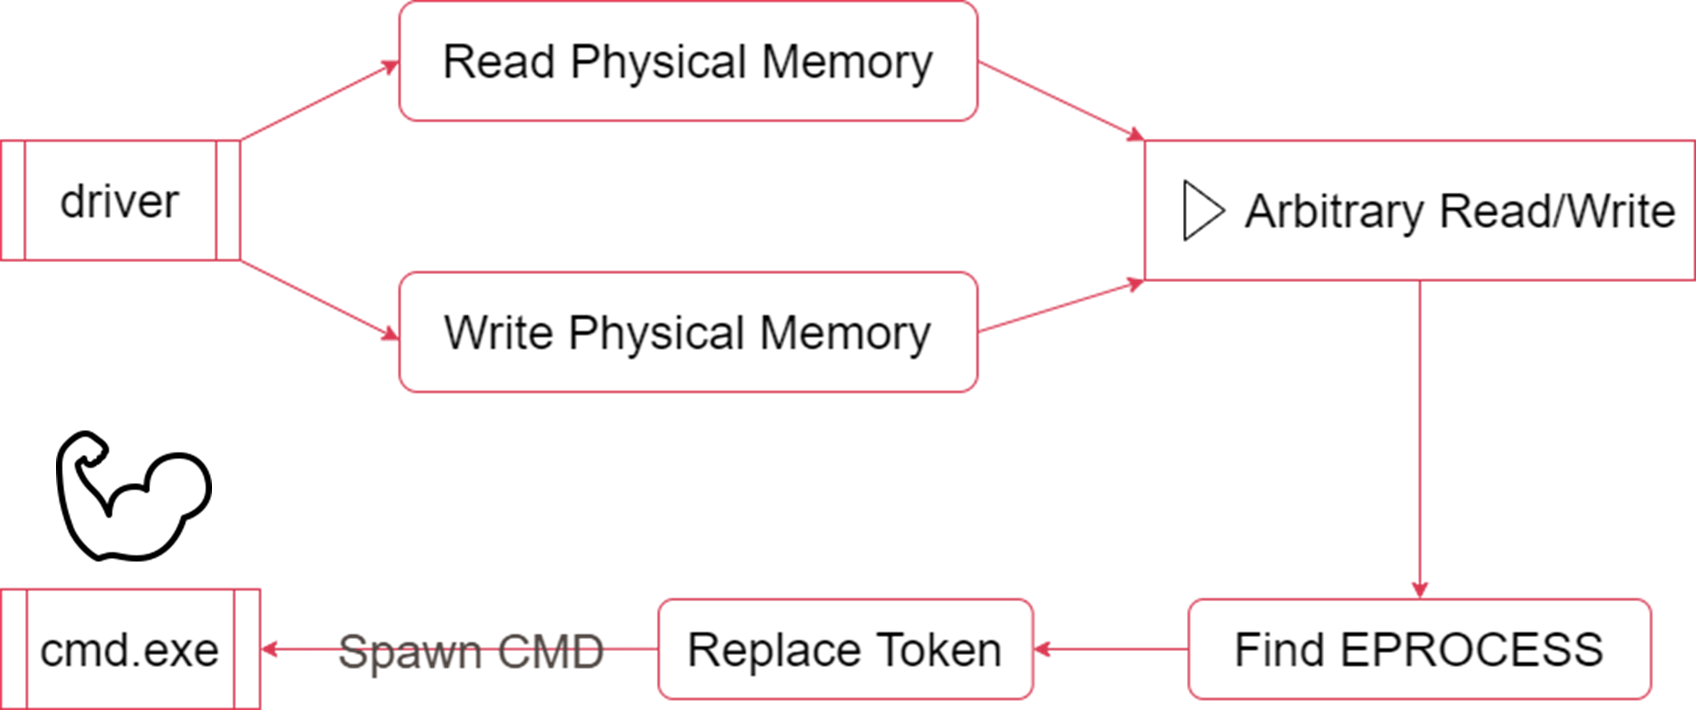 Read Physical Memory
driver
Arbitrary Read/Write
Write Physical Memory
Find EPROCESS
Replace Token
Spawn CMD
cmd.exe